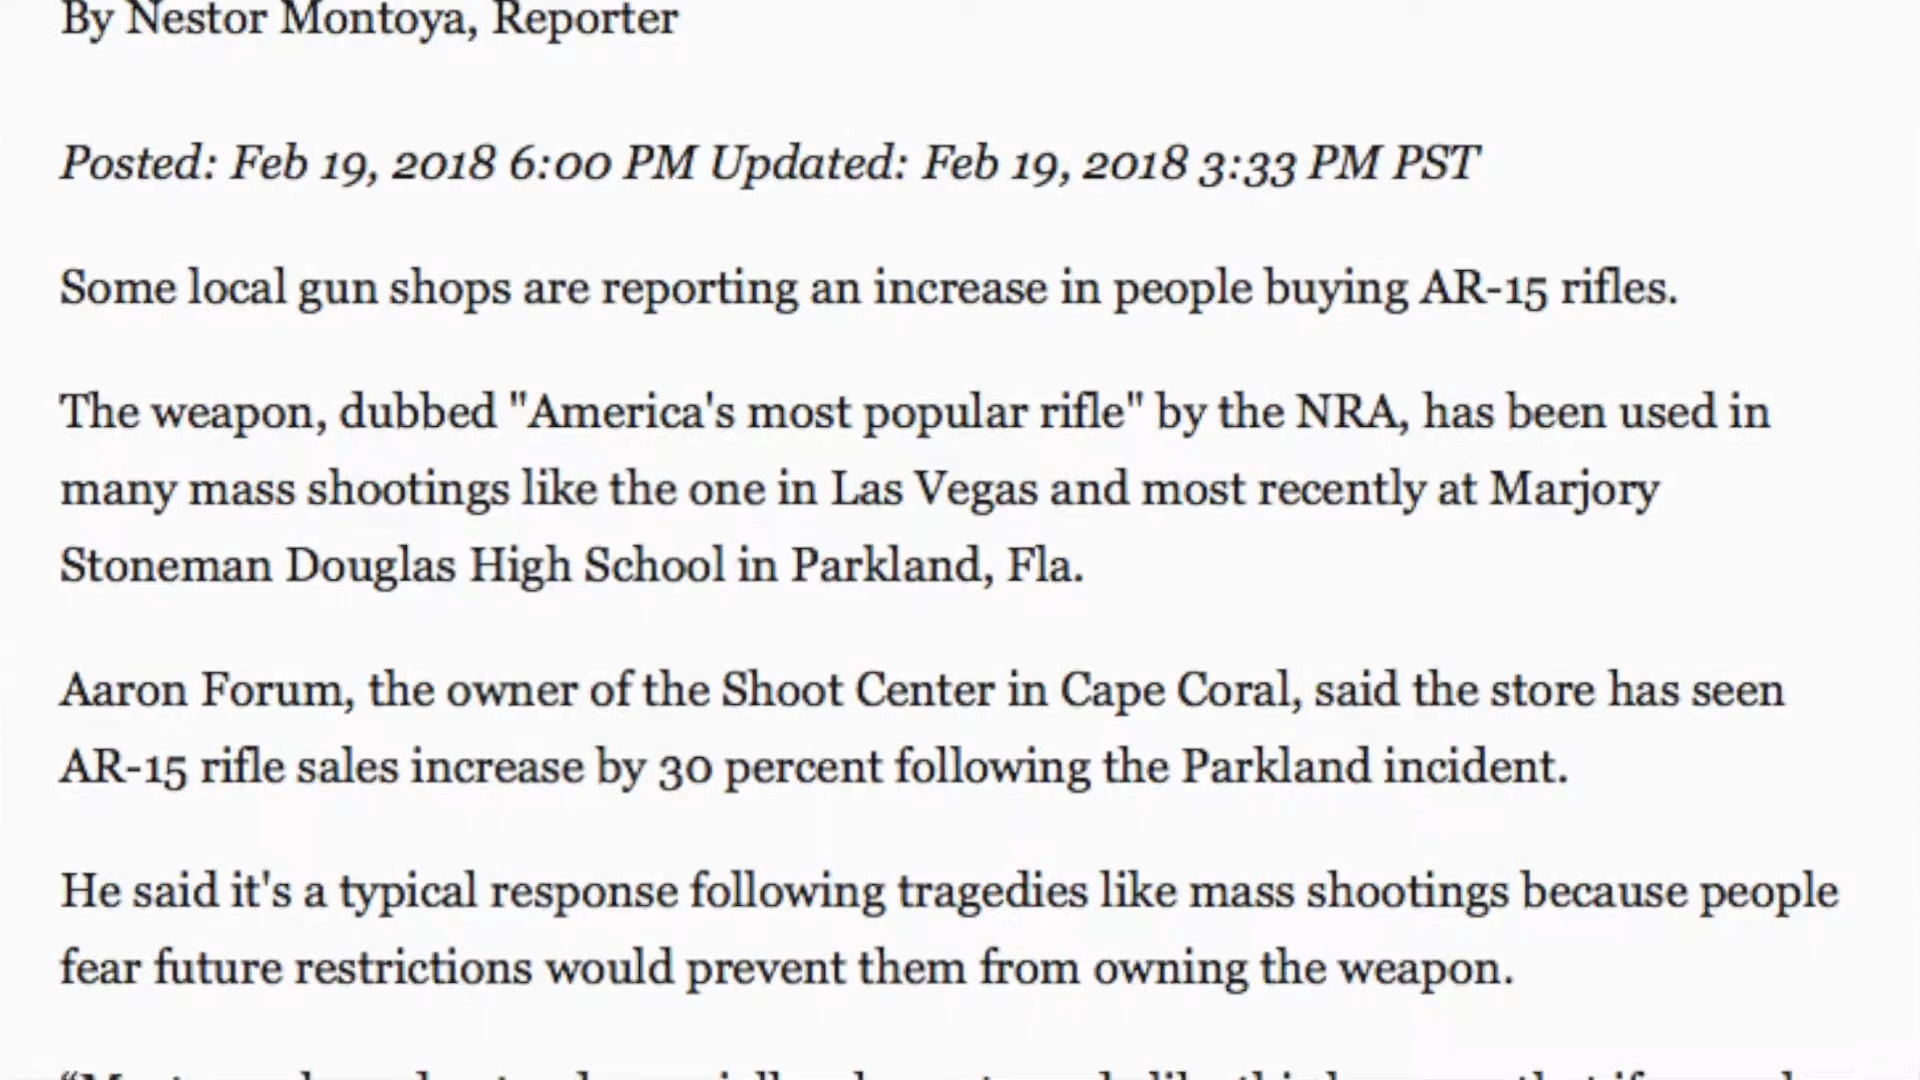 By Nestor Montoya, Reporter
Posted: Feb 19, 2018 6:00 PM Updated: Feb 19, 2018 3:33 PM PST
Some local gun shops are reporting an increase in people buying AR-15 rifles.
The weapon, dubbed "America's most popular rifle" by the NRA, has been used in
many mass shootings like the one in Las Vegas and most recently at Marjory
Stoneman Douglas High School in Parkland, Fla.
Aaron Forum, the owner of the Shoot Center in Cape Coral, said the store has seen
AR-15 rifle sales increase by 30 percent following the Parkland incident.
He said it's a typical response following tragedies like mass shootings because people
fear future restrictions would prevent them from owning the weapon.